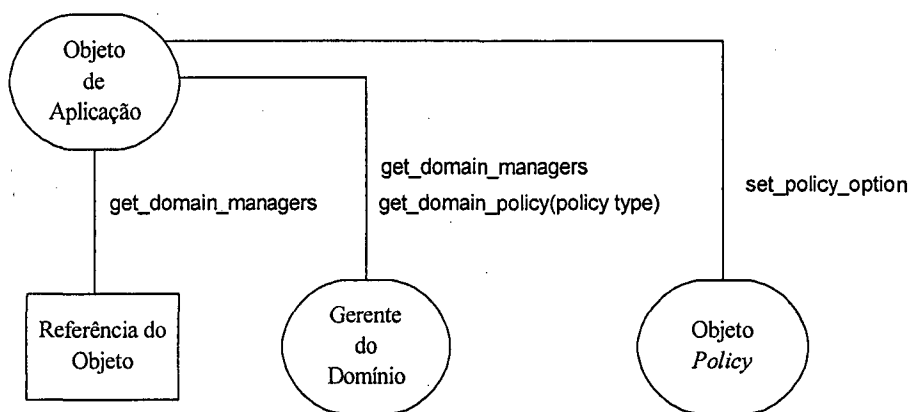 Objeto
de
Aplicação
get_domain_managers
get_domain_managers
get_domain_policy(policy type)
set_policy_option
Referência do
Objeto
Gerente
do
Domínio
Objeto
Policy